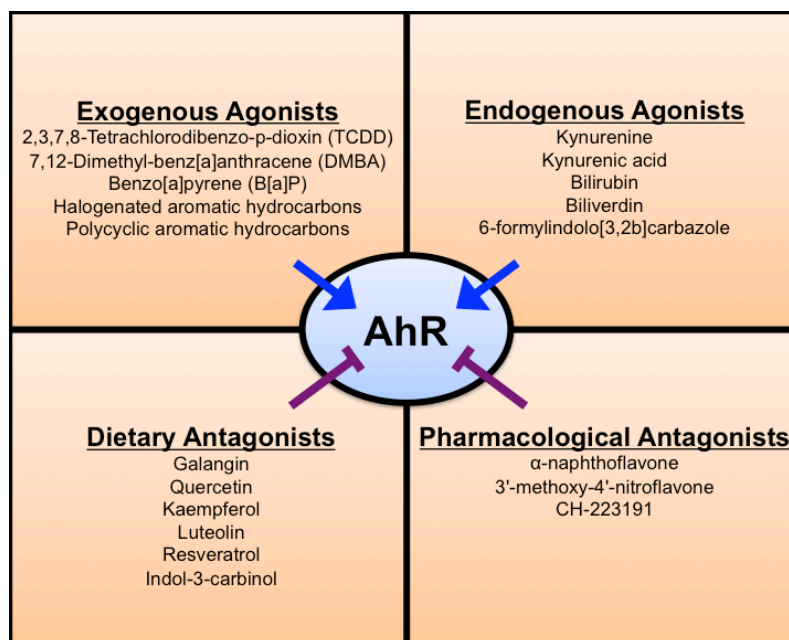 Exogenous Agonists
2,3,7,8-Tetrachlorodibenzo-p-dioxin (TCDD)
7,12-Dimethyl-benz[a]anthracene (DMBA)
Benzo[a]pyrene (B[a]P)
Halogenated aromatic hydrocarbons
Polycyclic aromatic hydrocarbons
Endogenous Agonists
Kynurenine
Kynurenic acid
Bilirubin
Biliverdin
6-formylindolo[3,2b]carbazole
AhR
Dietary Antagonists
Galangin
Quercetin
Kaempferol
Luteolin
Resveratrol
Indol-3-carbinol
Pharmacological Antagonists
α-naphthoflavone
3'-methoxy-4'-nitroflavone
CH-223191